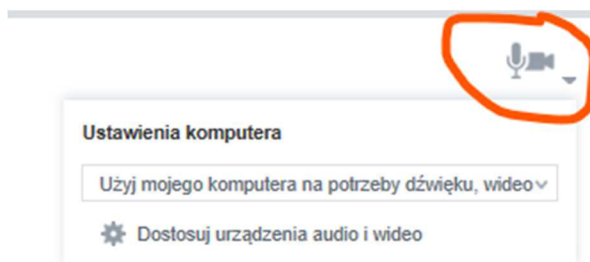 Ustawienia komputera
Użyj mojego komputera na potrzeby dźwięku, wideo
Dostosuj urządzenia audio i wideo